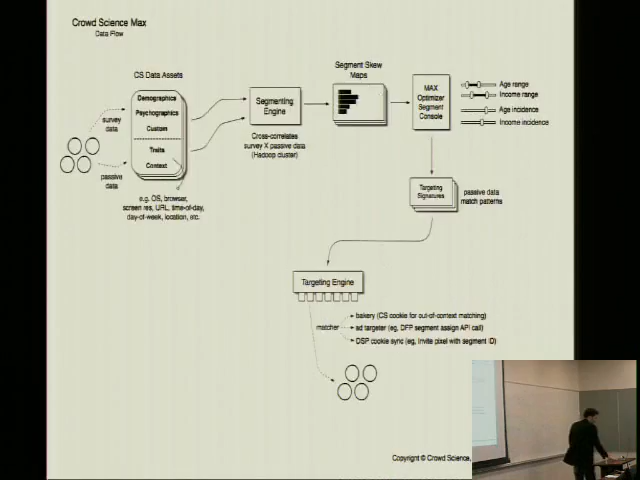 Crowd Science Max
Data Flow
CS Data Assets
Demographics
Psychographics
Custom
Traits
Context
survey
data
passive
data
e.g. OS, browser,
screen res, URL, time-of-day,
day-of-week, location, etc.
Segmenting
Engine
Cross-correlates
survey X passive data
(Hadoop cluster)
Segment Skew
Maps
MAX
Optimizer
Segment
Console
Age range
Income range
Age incidence
Income incidence
Targeting
Signatures
passive data
match patterns
Targeting Engine
matcher
bakery (CS cookie for out-of-context matching)
ad targeter (eg, DFP segment assign API call)
DSP cookie sync (eg, Invite pixel with segment ID)
Copyright © Crowd Science,